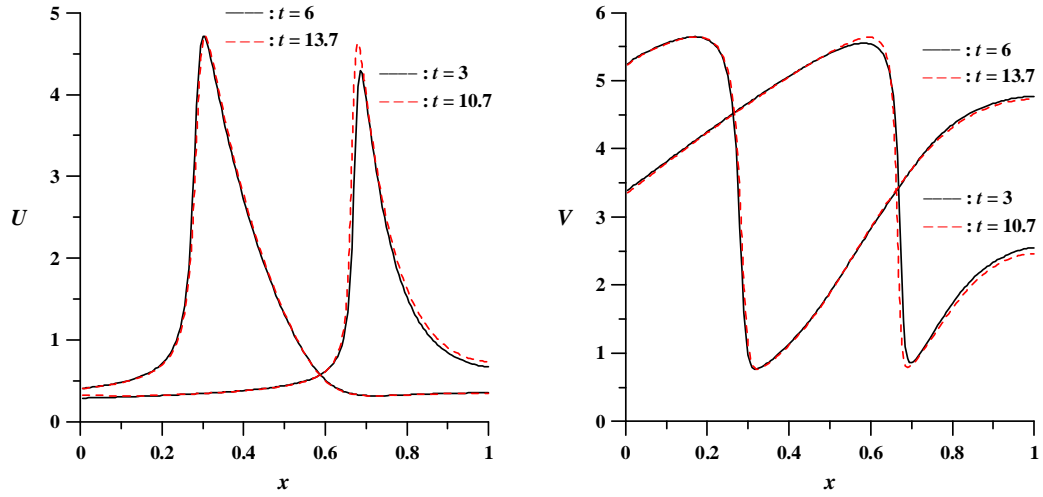 5
4
3
2
1
0
U
0
0.2
0.4
0.6
0.8
1
x
: t = 6
: t = 13.7
: t = 3
: t = 10.7
6
5
4
3
2
1
0
V
0
0.2
0.4
0.6
0.8
1
x
: t = 6
: t = 13.7
: t = 3
: t = 10.7